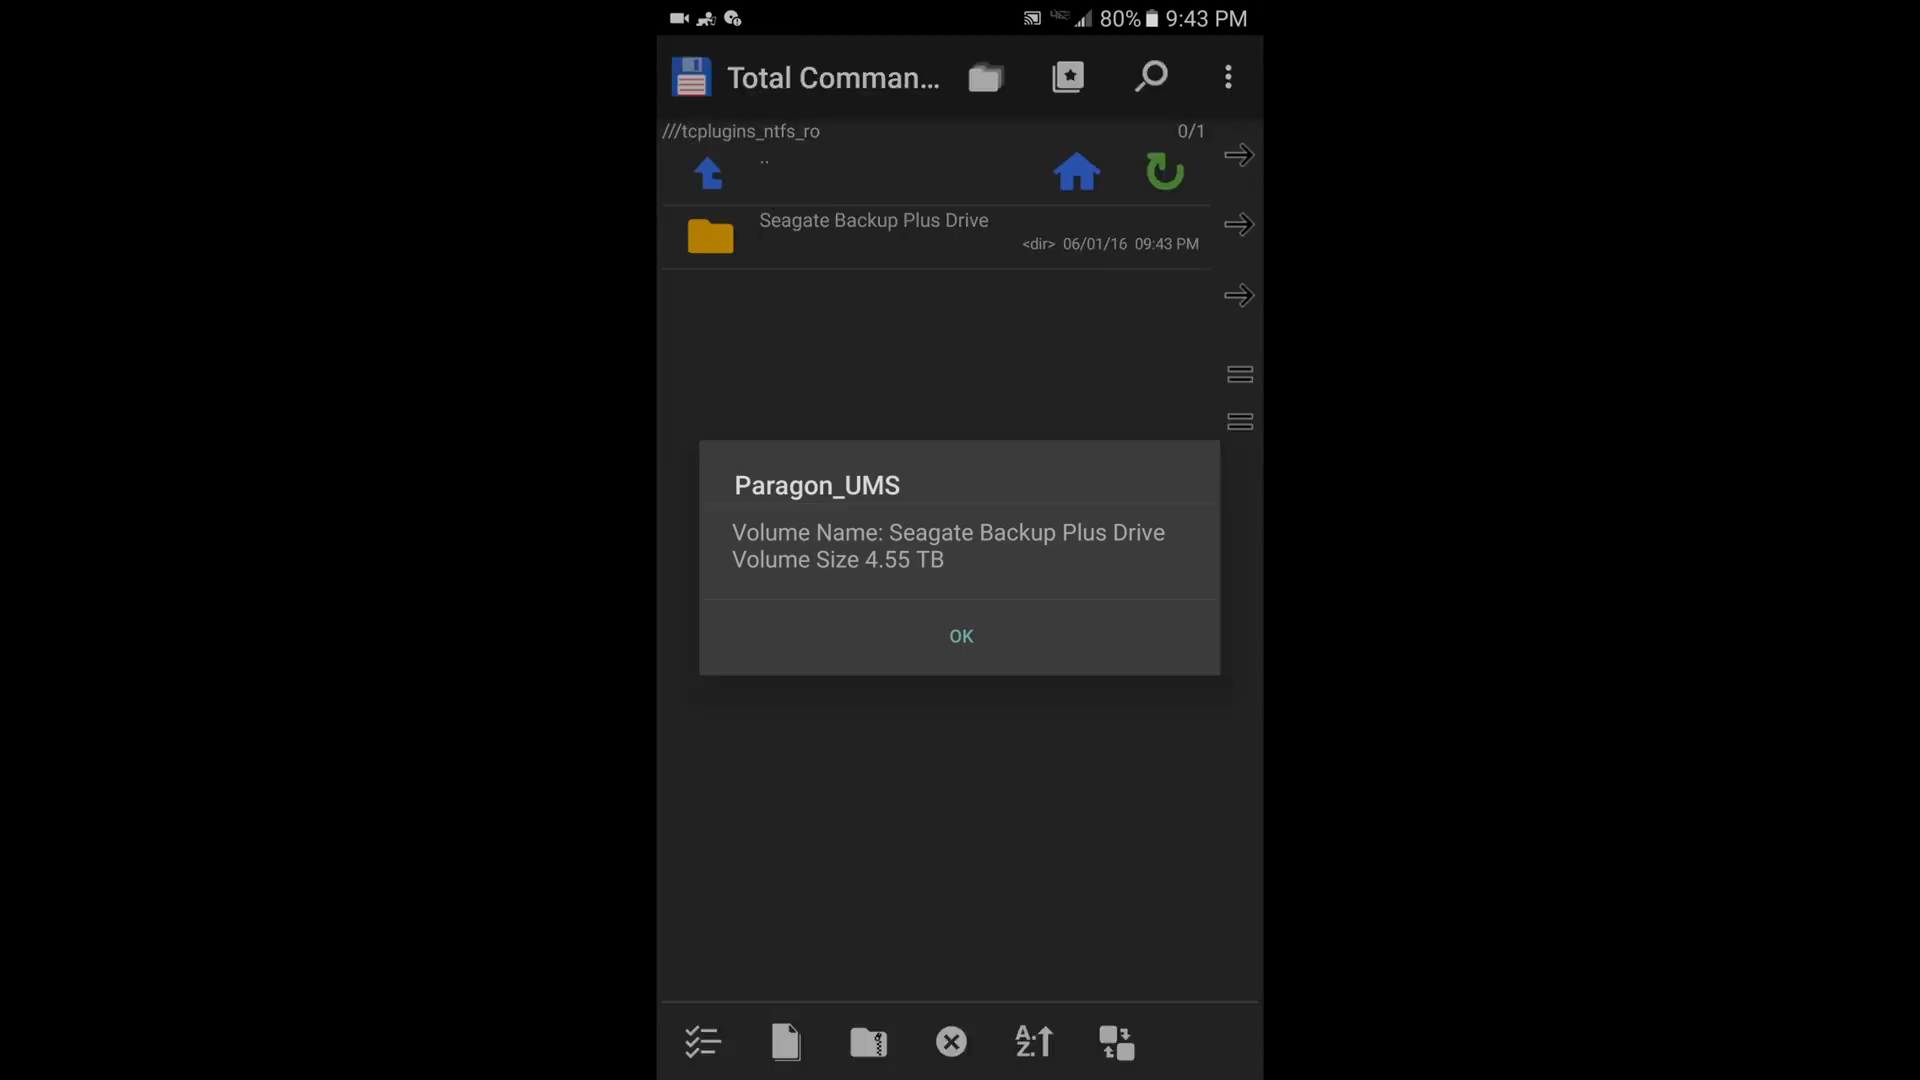 80% 9:43 PM
Total Comman...
///tcplugins_ntfs_ro 0/1
..
Seagate Backup Plus Drive
<dir> 06/01/16 09:43 PM
Paragon_UMS
Volume Name: Seagate Backup Plus Drive
Volume Size 4.55 TB
OK
A.
Z.